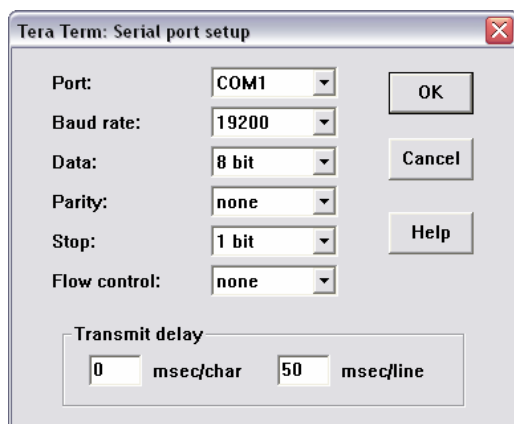 Tera Term: Serial port setup
Port: COM1 OK
Baud rate: 19200
Data: 8 bit Cancel
Parity: none
Stop: 1 bit Help
Flow control: none
Transmit delay
0 msec/char 50 msec/line